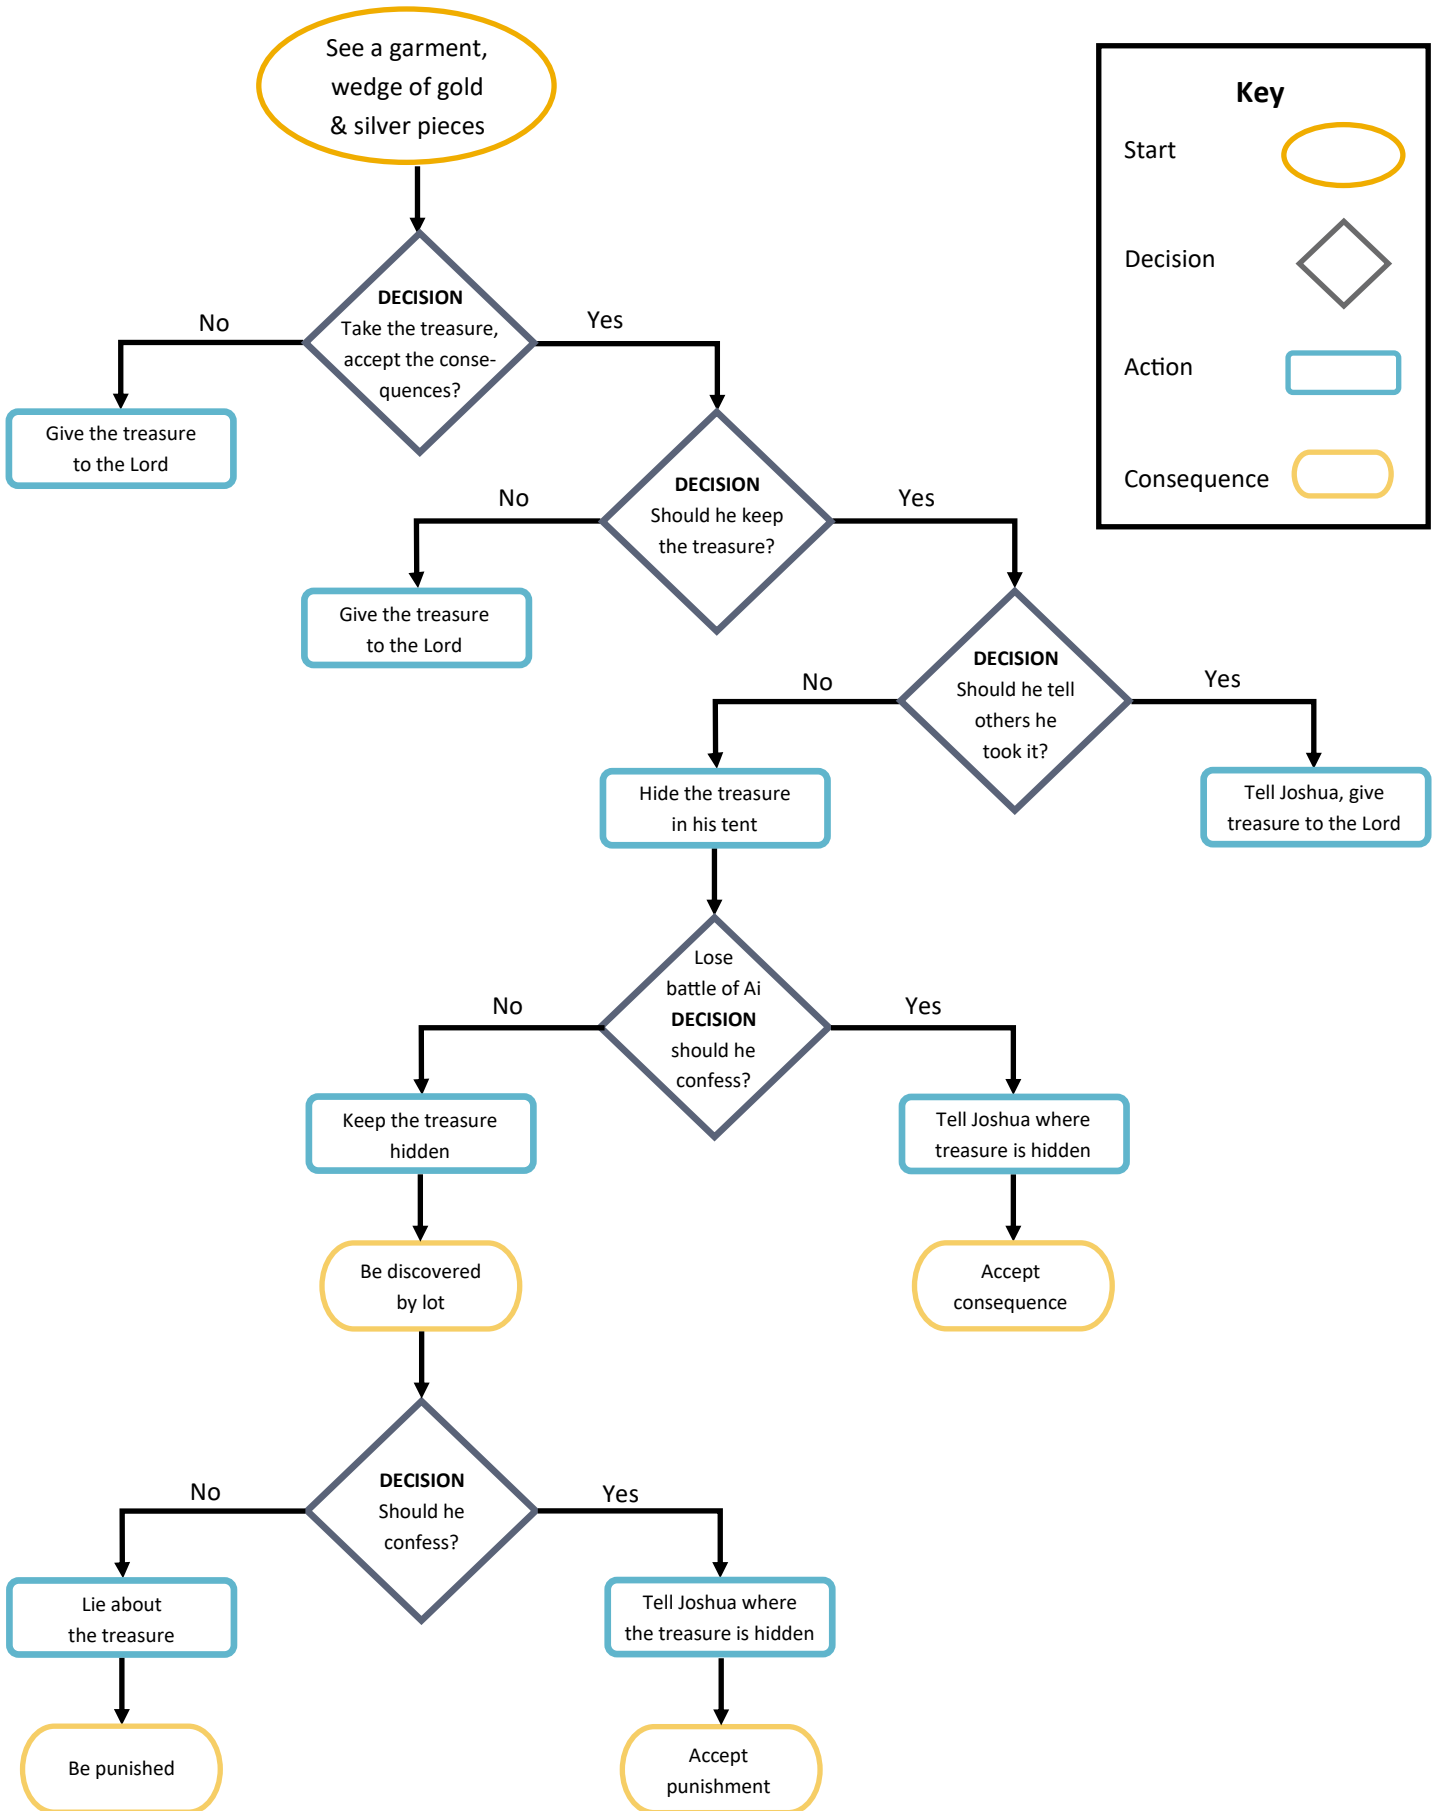 See a garment,
wedge of gold
& silver pieces
Key
Start
Decision
Action
Consequence
DECISION
Take the treasure,
accept the conse-
quences?
No
Yes
Give the treasure
to the Lord
DECISION
Should he keep
the treasure?
No
Yes
Give the treasure
to the Lord
DECISION
Should he tell
others he
took it?
No
Yes
Hide the treasure
in his tent
Tell Joshua, give
treasure to the Lord
Lose
battle of Ai
DECISION
should he
confess?
No
Yes
Keep the treasure
hidden
Tell Joshua where
treasure is hidden
Be discovered
by lot
Accept
consequence
DECISION
Should he
confess?
No
Yes
Lie about
the treasure
Tell Joshua where
the treasure is hidden
Be punished
Accept
punishment